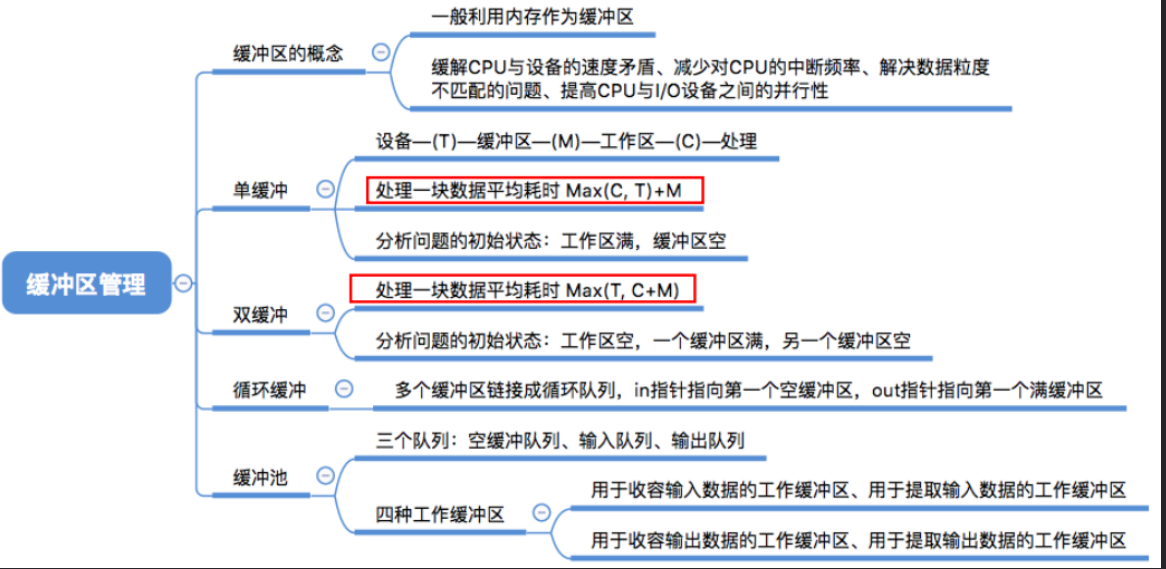 一般利用内存作为缓冲区
缓冲区的概念
缓解CPU与设备的速度矛盾、减少对CPU的中断频率、解决数据粒度
不匹配的问题、提高CPU与I/O设备之间的并行性
设备—(T)—缓冲区—(M)—工作区—(C)—处理
单缓冲
处理一块数据平均耗时 Max(C, T)+M
分析问题的初始状态：工作区满，缓冲区空
缓冲区管理
处理一块数据平均耗时 Max(T, C+M)
双缓冲
分析问题的初始状态：工作区空，一个缓冲区满，另一个缓冲区空
循环缓冲
多个缓冲区链接成循环队列，in指针指向第一个空缓冲区，out指针指向第一个满缓冲区
三个队列：空缓冲队列、输入队列、输出队列
缓冲池
四种工作缓冲区
用于收容输入数据的工作缓冲区、用于提取输入数据的工作缓冲区
用于收容输出数据的工作缓冲区、用于提取输出数据的工作缓冲区